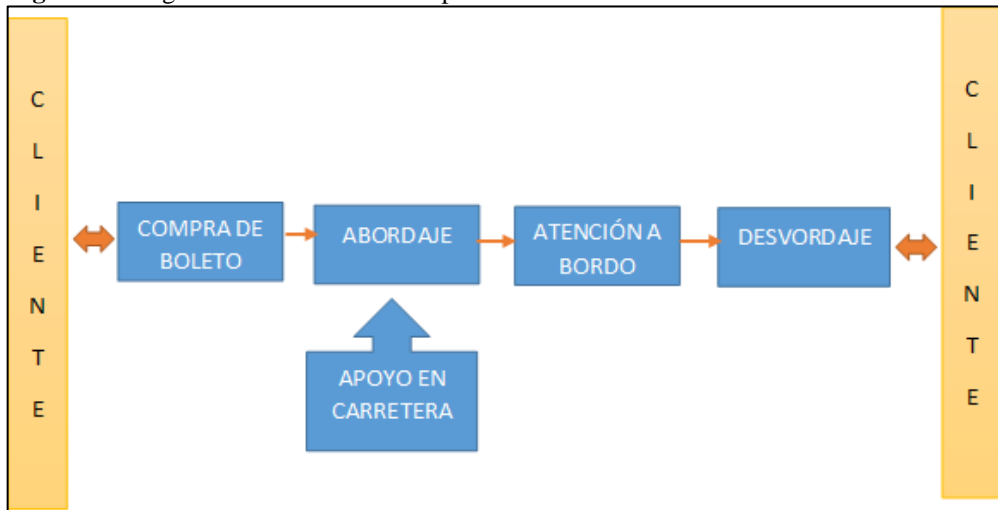 C
L
I
E
N
T
E
COMPRA DE
BOLETO
ABORDAJE
ATENCIÓN A
BORDO
DESVORDAJE
APOYO EN
CARRETERA
C
L
I
E
N
T
E